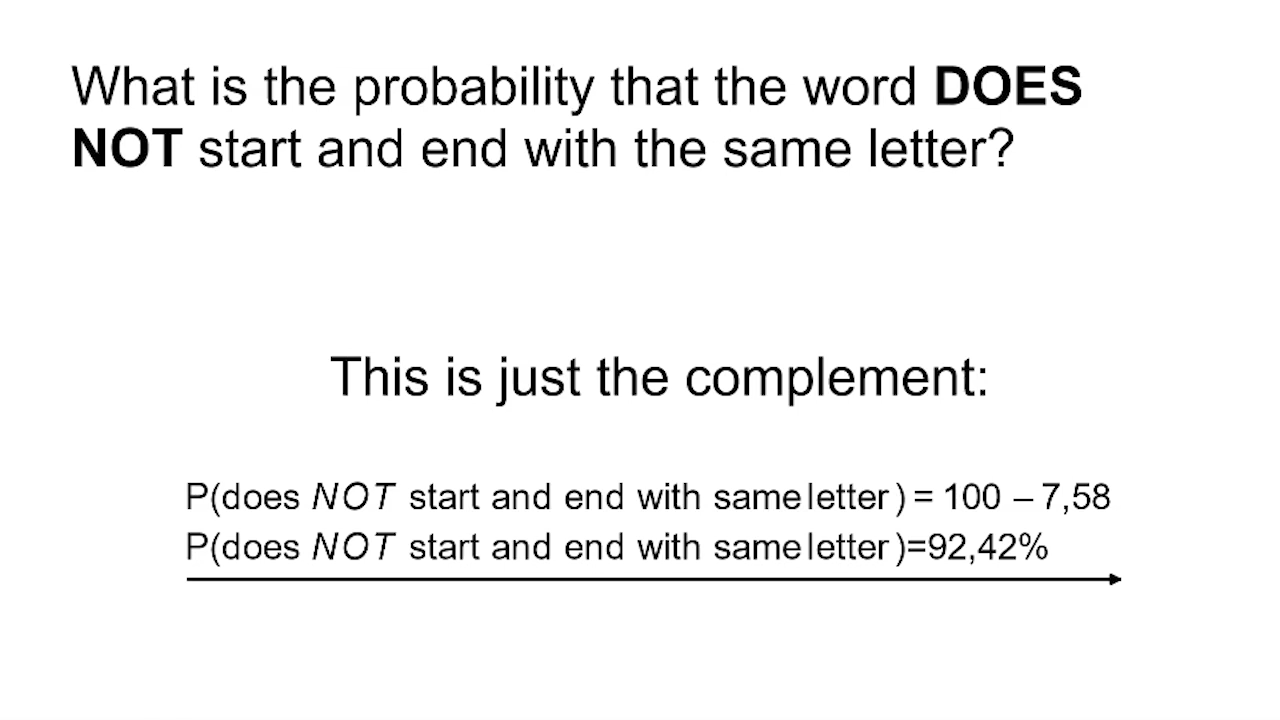 What is the probability that the word DOES
NOT start and end with the same letter?
This is just the complement:
P(does NOT start and end with same letter) = 100 – 7,58
P(does NOT start and end with same letter)=92,42%